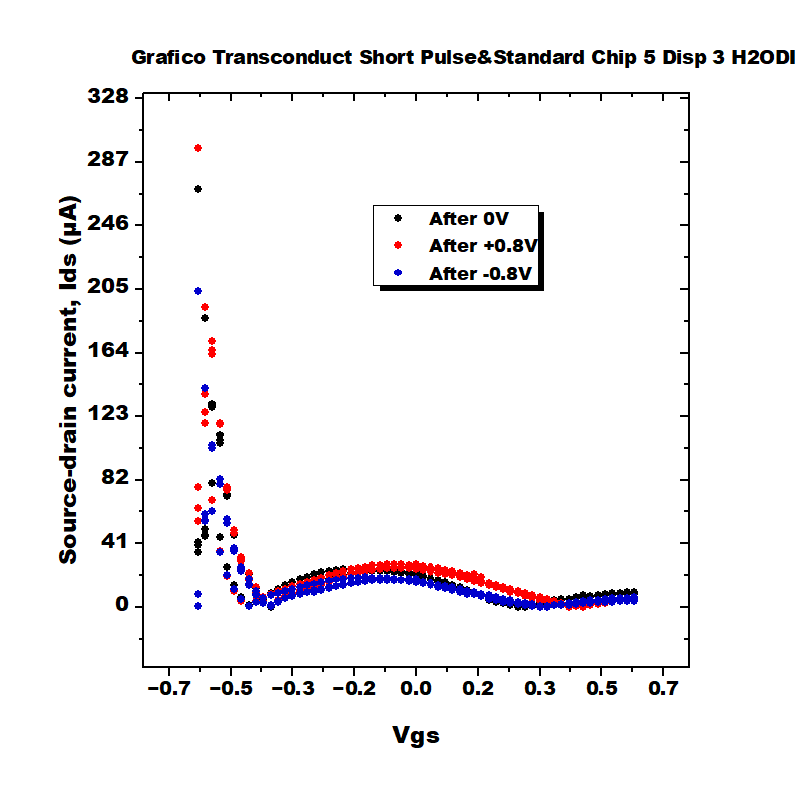 Grafico Transconduct Short Pulse&Standard Chip 5 Disp 3 H2ODI
328
287
246
205
164
123
82
41
0
Source-drain current, Ids (µA)
After 0V
After +0.8V
After -0.8V
−0.7 −0.5 −0.3 −0.2 0.0 0.2 0.3 0.5 0.7
Vgs